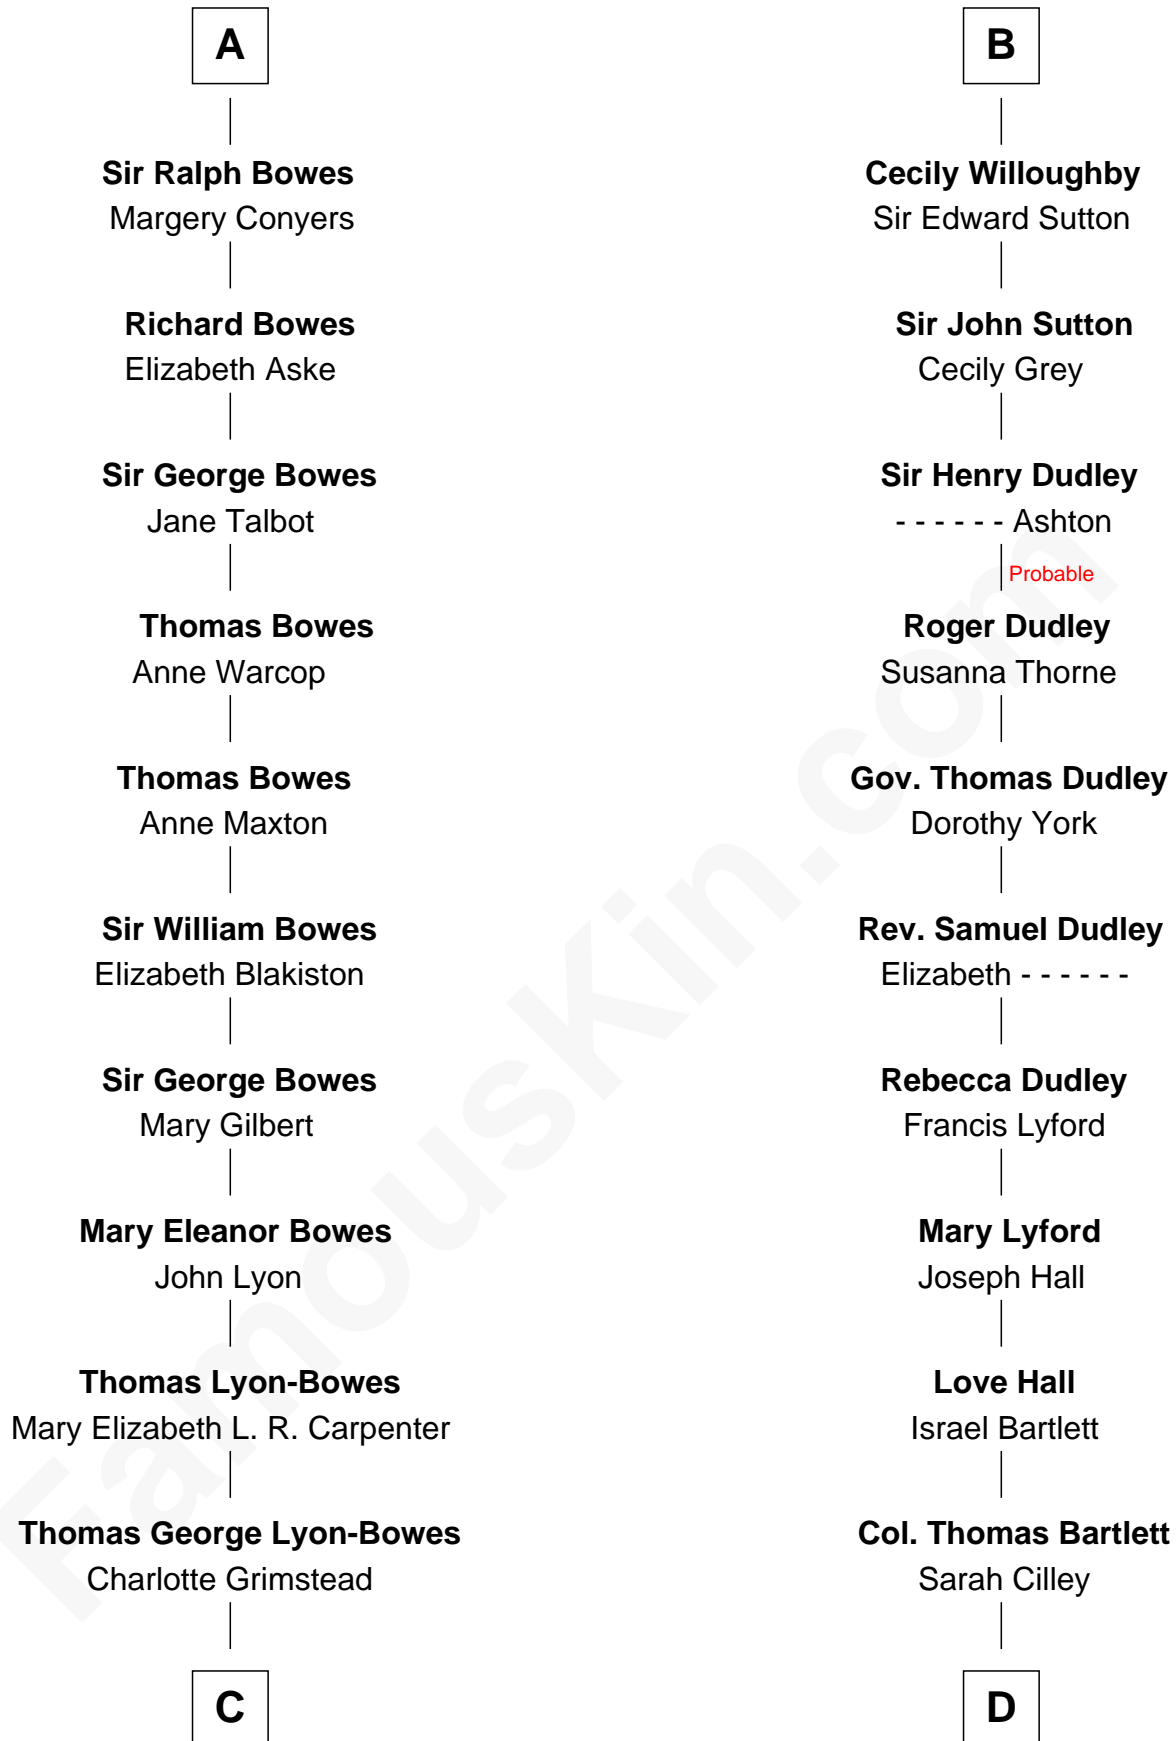 A
Sir Ralph Bowes
Margery Conyers
Richard Bowes
Elizabeth Aske
Sir George Bowes
Jane Talbot
Thomas Bowes
Anne Warcop
Thomas Bowes
Anne Maxton
Sir William Bowes
Elizabeth Blakiston
Sir George Bowes
Mary Gilbert
Mary Eleanor Bowes
John Lyon
Thomas Lyon-Bowes
Mary Elizabeth L. R. Carpenter
Thomas George Lyon-Bowes
Charlotte Grimstead
C
B
Cecily Willoughby
Sir Edward Sutton
Sir John Sutton
Cecily Grey
Sir Henry Dudley
- - - - - - Ashton
Probable
Roger Dudley
Susanna Thorne
Gov. Thomas Dudley
Dorothy York
Rev. Samuel Dudley
Elizabeth - - - - - -
Rebecca Dudley
Francis Lyford
Mary Lyford
Joseph Hall
Love Hall
Israel Bartlett
Col. Thomas Bartlett
Sarah Cilley
D
FamousKin.com